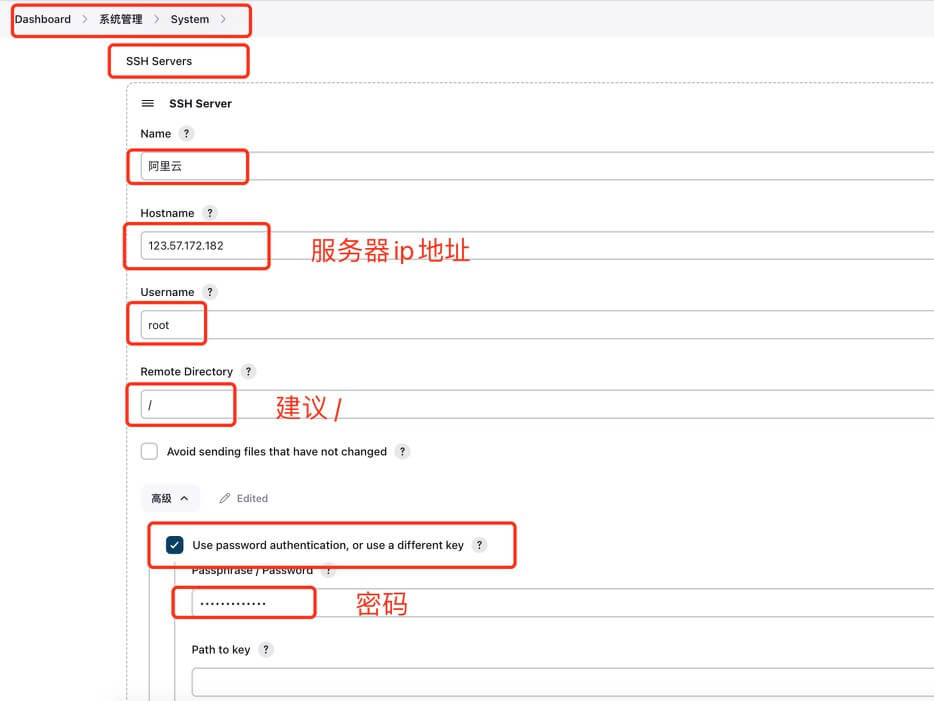 Dashboard > 系统管理 > System >
SSH Servers
SSH Server
Name ?
阿里云
Hostname ?
123.57.172.182 服务器ip地址
Username ?
root
Remote Directory ?
/ 建议 /
Avoid sending files that have not changed ?
高级 Edited
Use password authentication, or use a different key ?
Passphrase / Password ?
............. 密码
Path to key ?